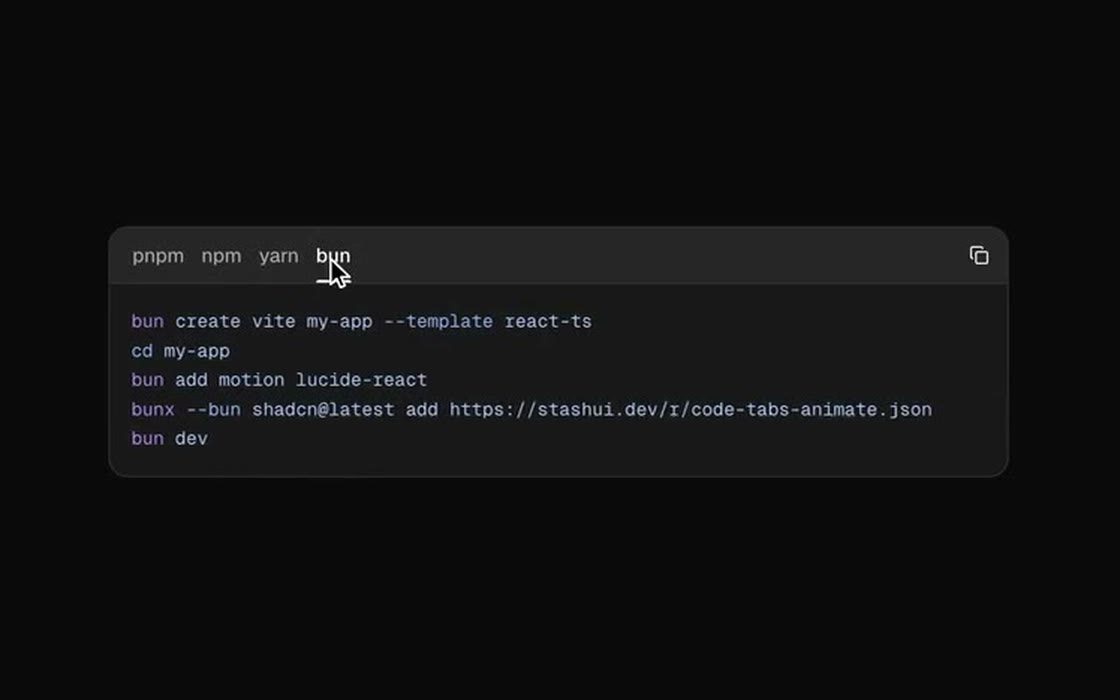 pnpm npm yarn bun
bun create vite my-app --template react-ts
cd my-app
bun add motion lucide-react
bunx --bun shadcn@latest add https://stashui.dev/r/code-tabs-animate.json
bun dev